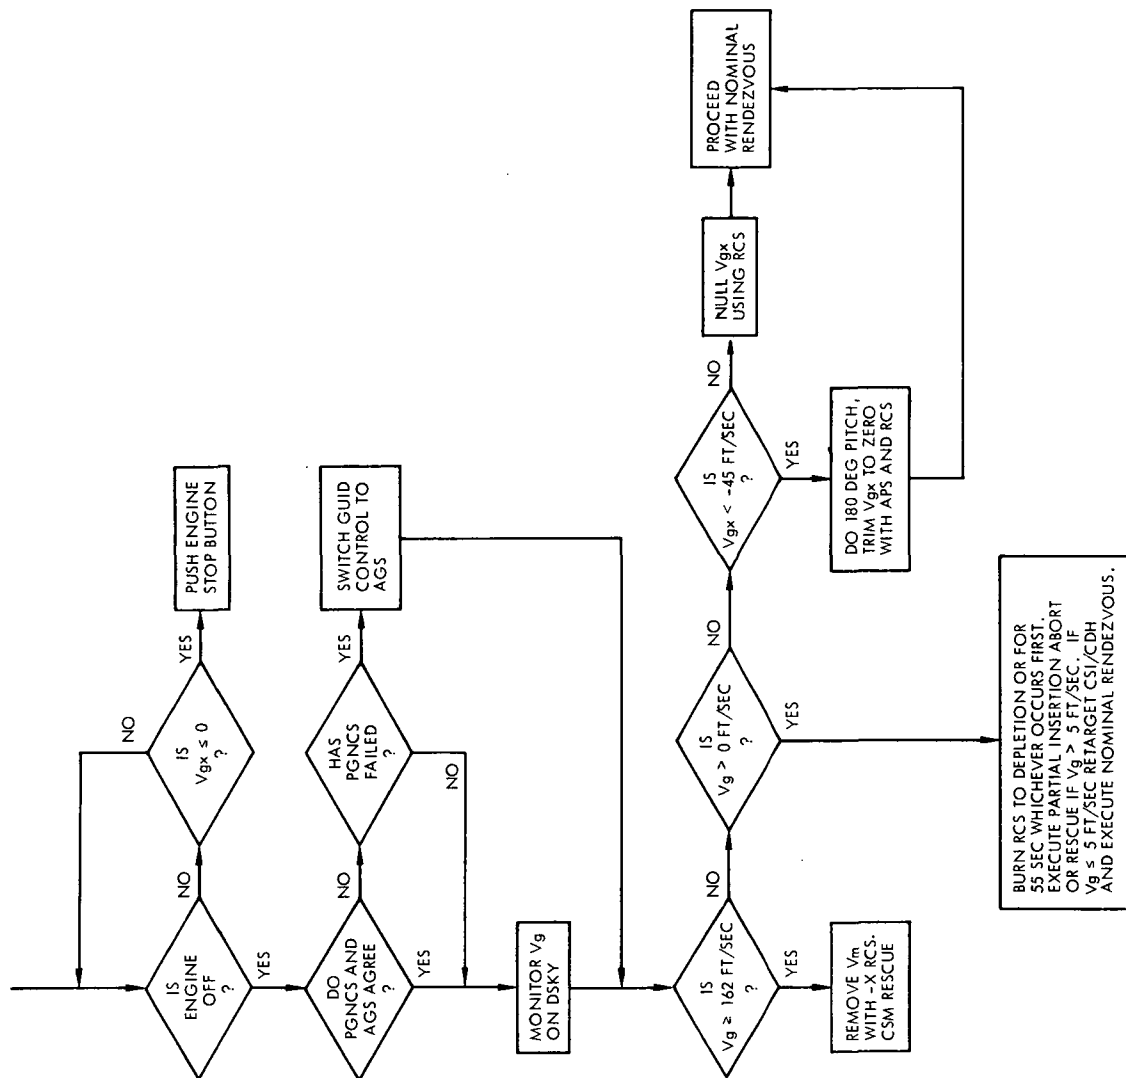 IS
ENGINE
OFF
?
NO
YES
IS
Vgx ≤ 0
?
NO
YES
PUSH ENGINE
STOP BUTTON
DO
PGNCS AND
AGS AGREE
?
NO
YES
HAS
PGNCS
FAILED
?
YES
NO
SWITCH GUID
CONTROL TO
AGS
MONITOR Vg
ON DSKY
IS
Vg ≥ 162 FT/SEC
?
NO
YES
REMOVE Vm
WITH -X RCS.
CSM RESCUE
IS
Vg > 0 FT/SEC
?
NO
YES
BURN RCS TO DEPLETION OR FOR
55 SEC WHICHEVER OCCURS FIRST.
EXECUTE PARTIAL INSERTION ABORT
OR RESCUE IF Vg > 5 FT/SEC. IF
Vg ≤ 5 FT/SEC RETARGET CSI/CDH
AND EXECUTE NOMINAL RENDEZVOUS.
IS
Vgx < -45 FT/SEC
?
NO
YES
DO 180 DEG PITCH,
TRIM Vgx TO ZERO
WITH APS AND RCS
NULL Vgx
USING RCS
PROCEED
WITH NOMINAL
RENDEZVOUS